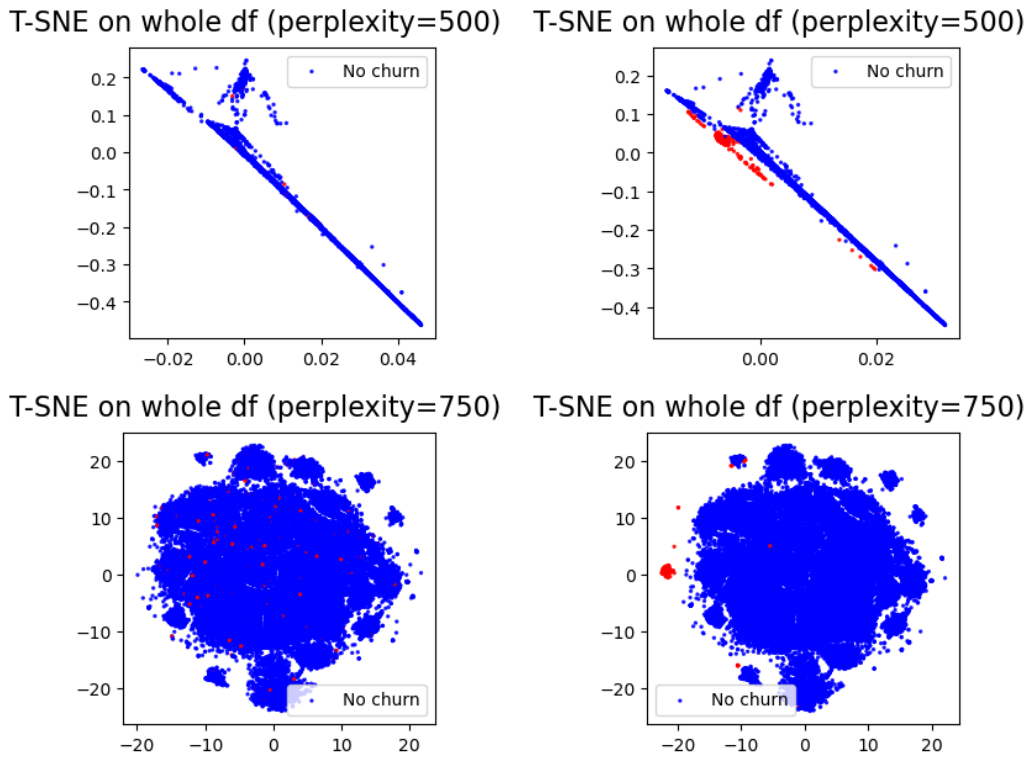 T-SNE on whole df (perplexity=500) T-SNE on whole df (perplexity=500)
No churn No churn
0.2 0.2
0.1 0.1
0.0 0.0
−0.1 −0.1
−0.2 −0.2
−0.3 −0.3
−0.4 −0.4
−0.02 0.00 0.02 0.04 0.00 0.02
T-SNE on whole df (perplexity=750) T-SNE on whole df (perplexity=750)
20 20
10 10
0 0
−10 −10
−20 −20
No churn No churn
−20 −10 0 10 20 −20 −10 0 10 20